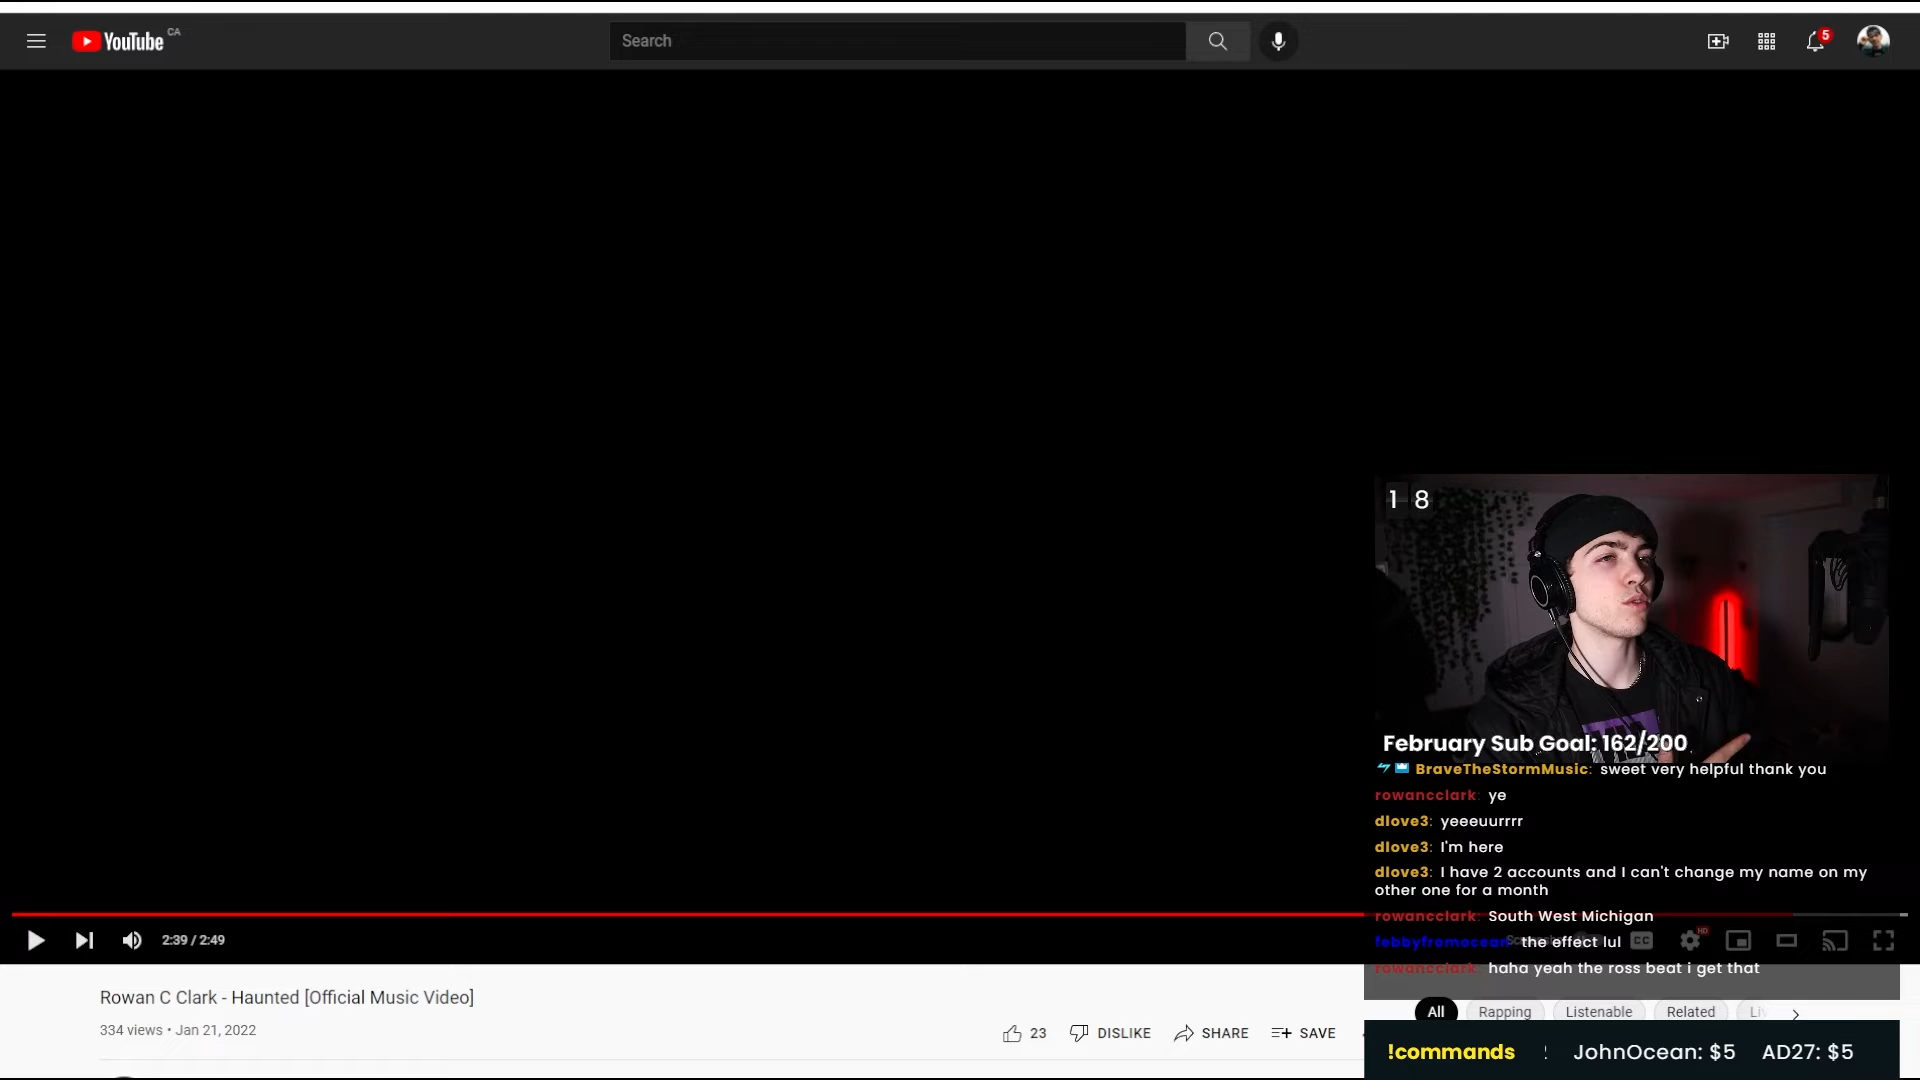 YouTube CA
Search
5
1 8
February Sub Goal: 162/200
BraveTheStormMusic: sweet very helpful thank you
rowancclark: ye
dlove3: yeeeuurrrr
dlove3: I'm here
dlove3: I have 2 accounts and I can't change my name on my
other one for a month
rowancclark: South West Michigan
febbyfromocean: the effect lul
rowancclark: haha yeah the ross beat i get that
2:39 / 2:49
CC
HD
Rowan C Clark - Haunted [Official Music Video]
334 views • Jan 21, 2022
23 DISLIKE SHARE SAVE
All Rapping Listenable Related
!commands JohnOcean: $5 AD27: $5